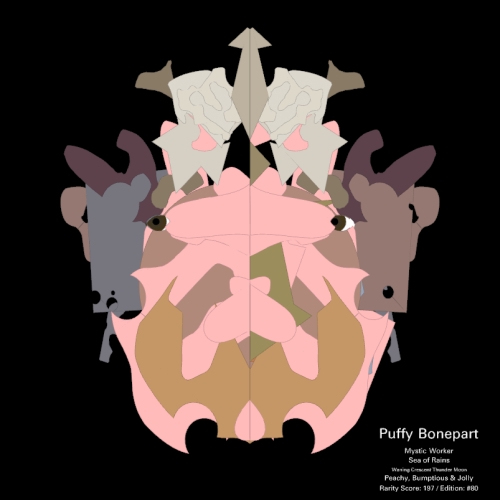 Puffy Bonepart
Mystic Worker
Sea of Rains
Waning Crescent Thunder Moon
Peachy, Bumptious & Jolly
Rarity Score: 197 / Edition: #80